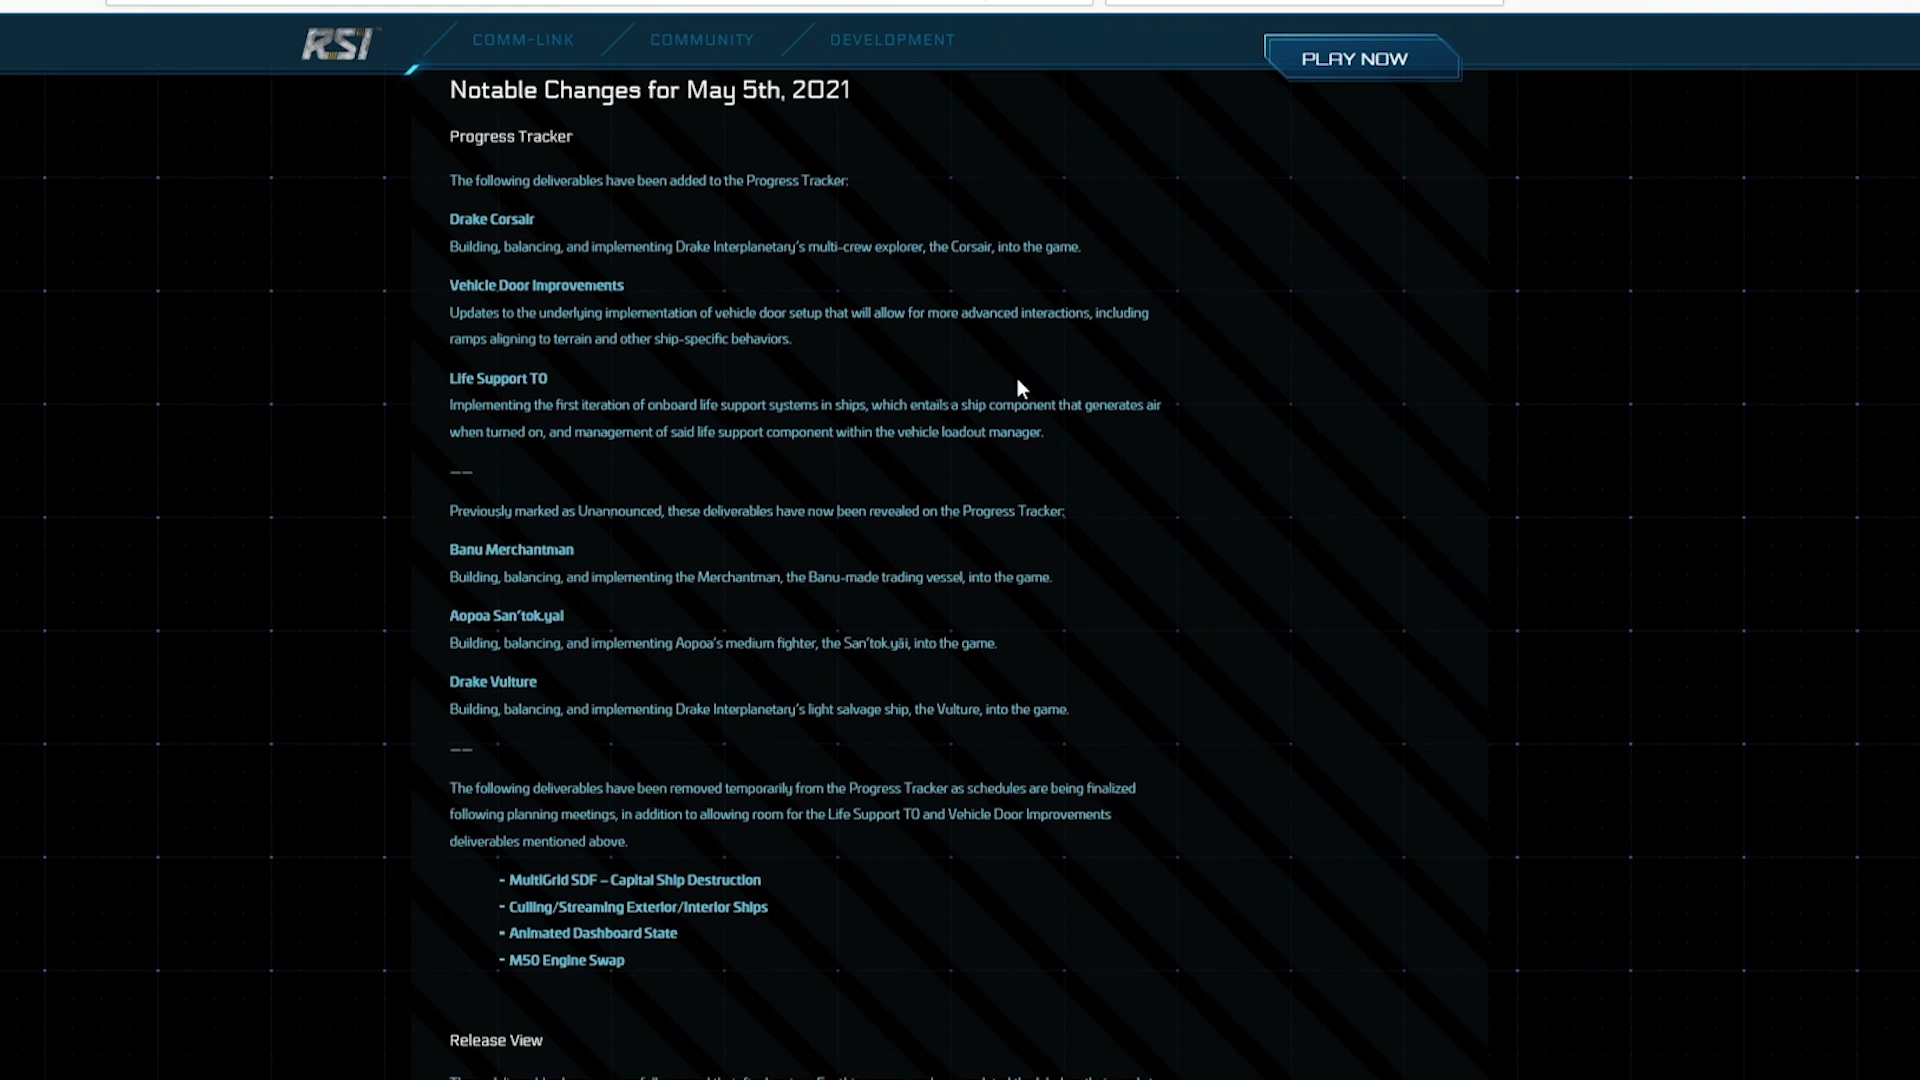 RSI
COMM-LINK
COMMUNITY
DEVELOPMENT
PLAY NOW
Notable Changes for May 5th, 2021
Progress Tracker
The following deliverables have been added to the Progress Tracker:
Drake Corsair
Building, balancing, and implementing Drake Interplanetary's multi-crew explorer, the Corsair, into the game.
Vehicle Door Improvements
Updates to the underlying implementation of vehicle door setup that will allow for more advanced interactions, including
ramps aligning to terrain and other ship-specific behaviors.
Life Support T0
Implementing the first iteration of onboard life support systems in ships, which entails a ship component that generates air
when turned on, and management of said life support component within the vehicle loadout manager.
——
Previously marked as Unannounced, these deliverables have now been revealed on the Progress Tracker:
Banu Merchantman
Building, balancing, and implementing the Merchantman, the Banu-made trading vessel, into the game.
Aopoa San'tok.yai
Building, balancing, and implementing Aopoa's medium fighter, the San'tok.yāi, into the game.
Drake Vulture
Building, balancing, and implementing Drake Interplanetary's light salvage ship, the Vulture, into the game.
——
The following deliverables have been removed temporarily from the Progress Tracker as schedules are being finalized
following planning meetings, in addition to allowing room for the Life Support T0 and Vehicle Door Improvements
deliverables mentioned above.
- MultiGrid SDF – Capital Ship Destruction
- Culling/Streaming Exterior/Interior Ships
- Animated Dashboard State
- M50 Engine Swap
Release View